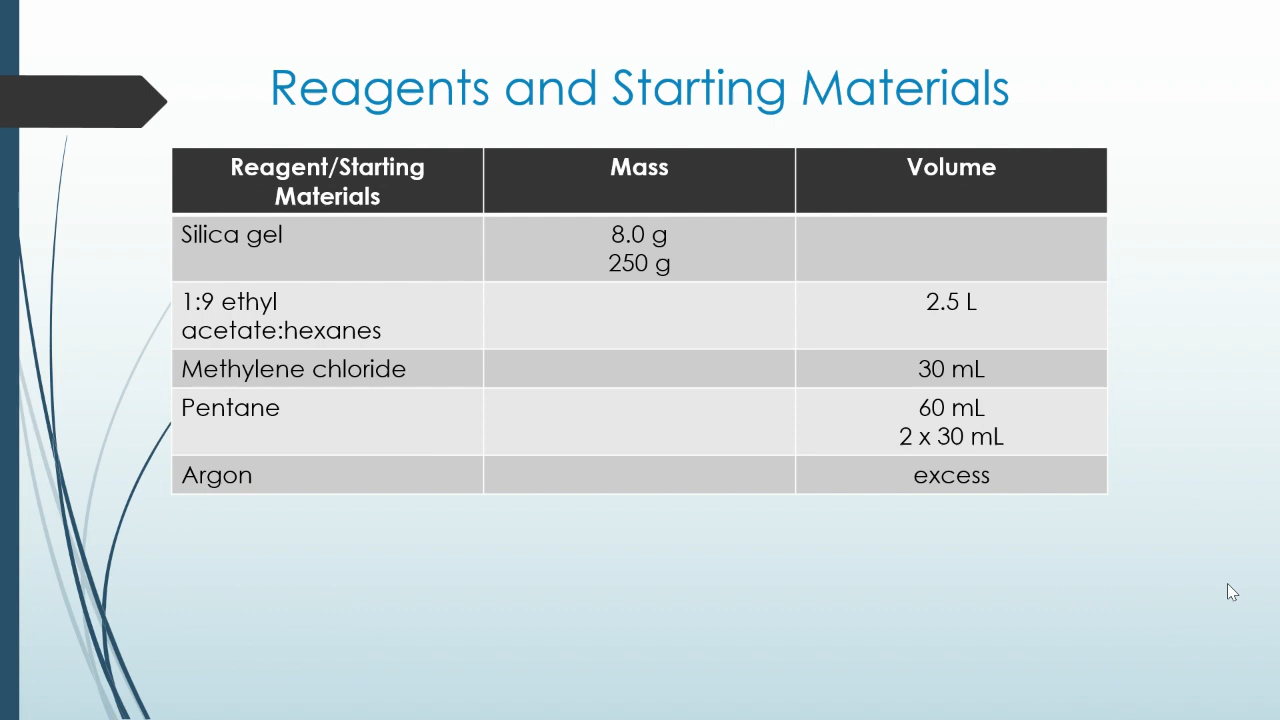 Reagents and Starting Materials
Reagent/Starting
Materials
Mass
Volume
Silica gel
8.0 g
250 g
1:9 ethyl
acetate:hexanes
2.5 L
Methylene chloride
30 mL
Pentane
60 mL
2 x 30 mL
Argon
excess